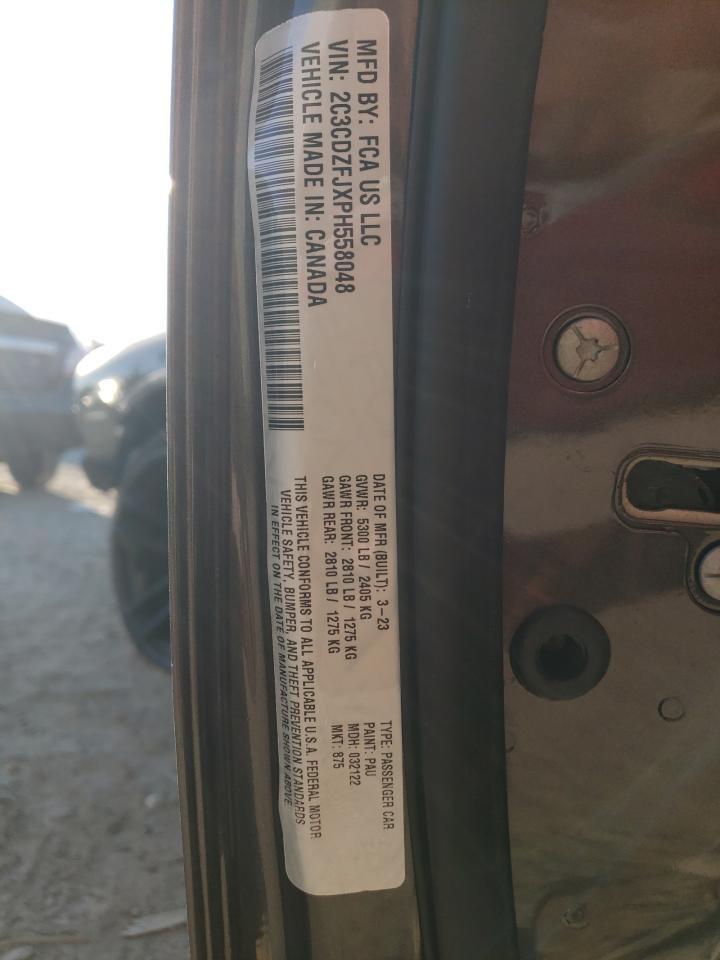 MFD BY: FCA US LLC
VIN: 2C3CDZFJXPH558048
VEHICLE MADE IN: CANADA
DATE OF MFR (BUILT): 3-23
GVWR: 5300 LB / 2405 KG
GAWR FRONT: 2810 LB / 1275 KG
GAWR REAR: 2810 LB / 1275 KG
THIS VEHICLE CONFORMS TO ALL APPLICABLE U.S.A. FEDERAL MOTOR
VEHICLE SAFETY, BUMPER, AND THEFT PREVENTION STANDARDS
IN EFFECT ON THE DATE OF MANUFACTURE SHOWN ABOVE.
TYPE: PASSENGER CAR
PAINT: PAU
MDH: 032122
MKT: 875